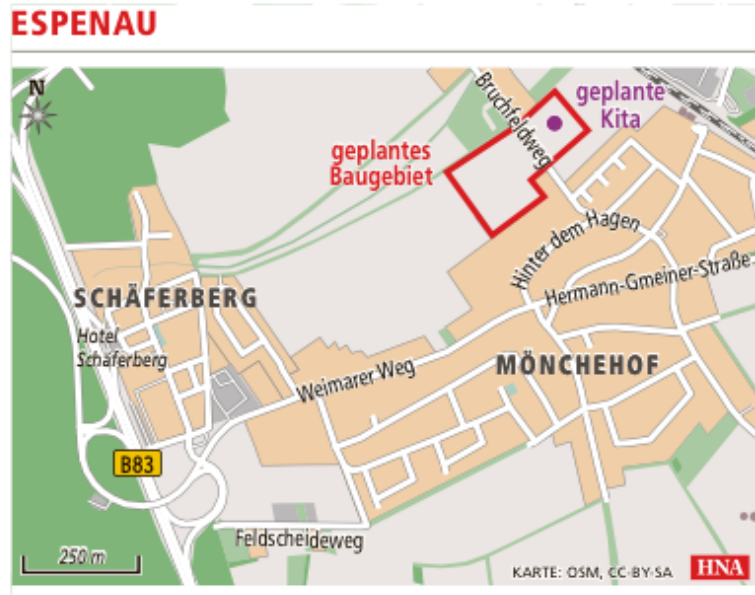 ESPENAU
N
Bruchfeldweg
geplante
Kita
geplantes
Baugebiet
Hinter dem Hagen
Hermann-Gmeiner-Straße
SCHÄFERBERG
Hotel
Schäferberg
Weimarer Weg
MÖNCHEHOF
B83
Feldscheideweg
250 m
KARTE: OSM, CC-BY-SA
HNA